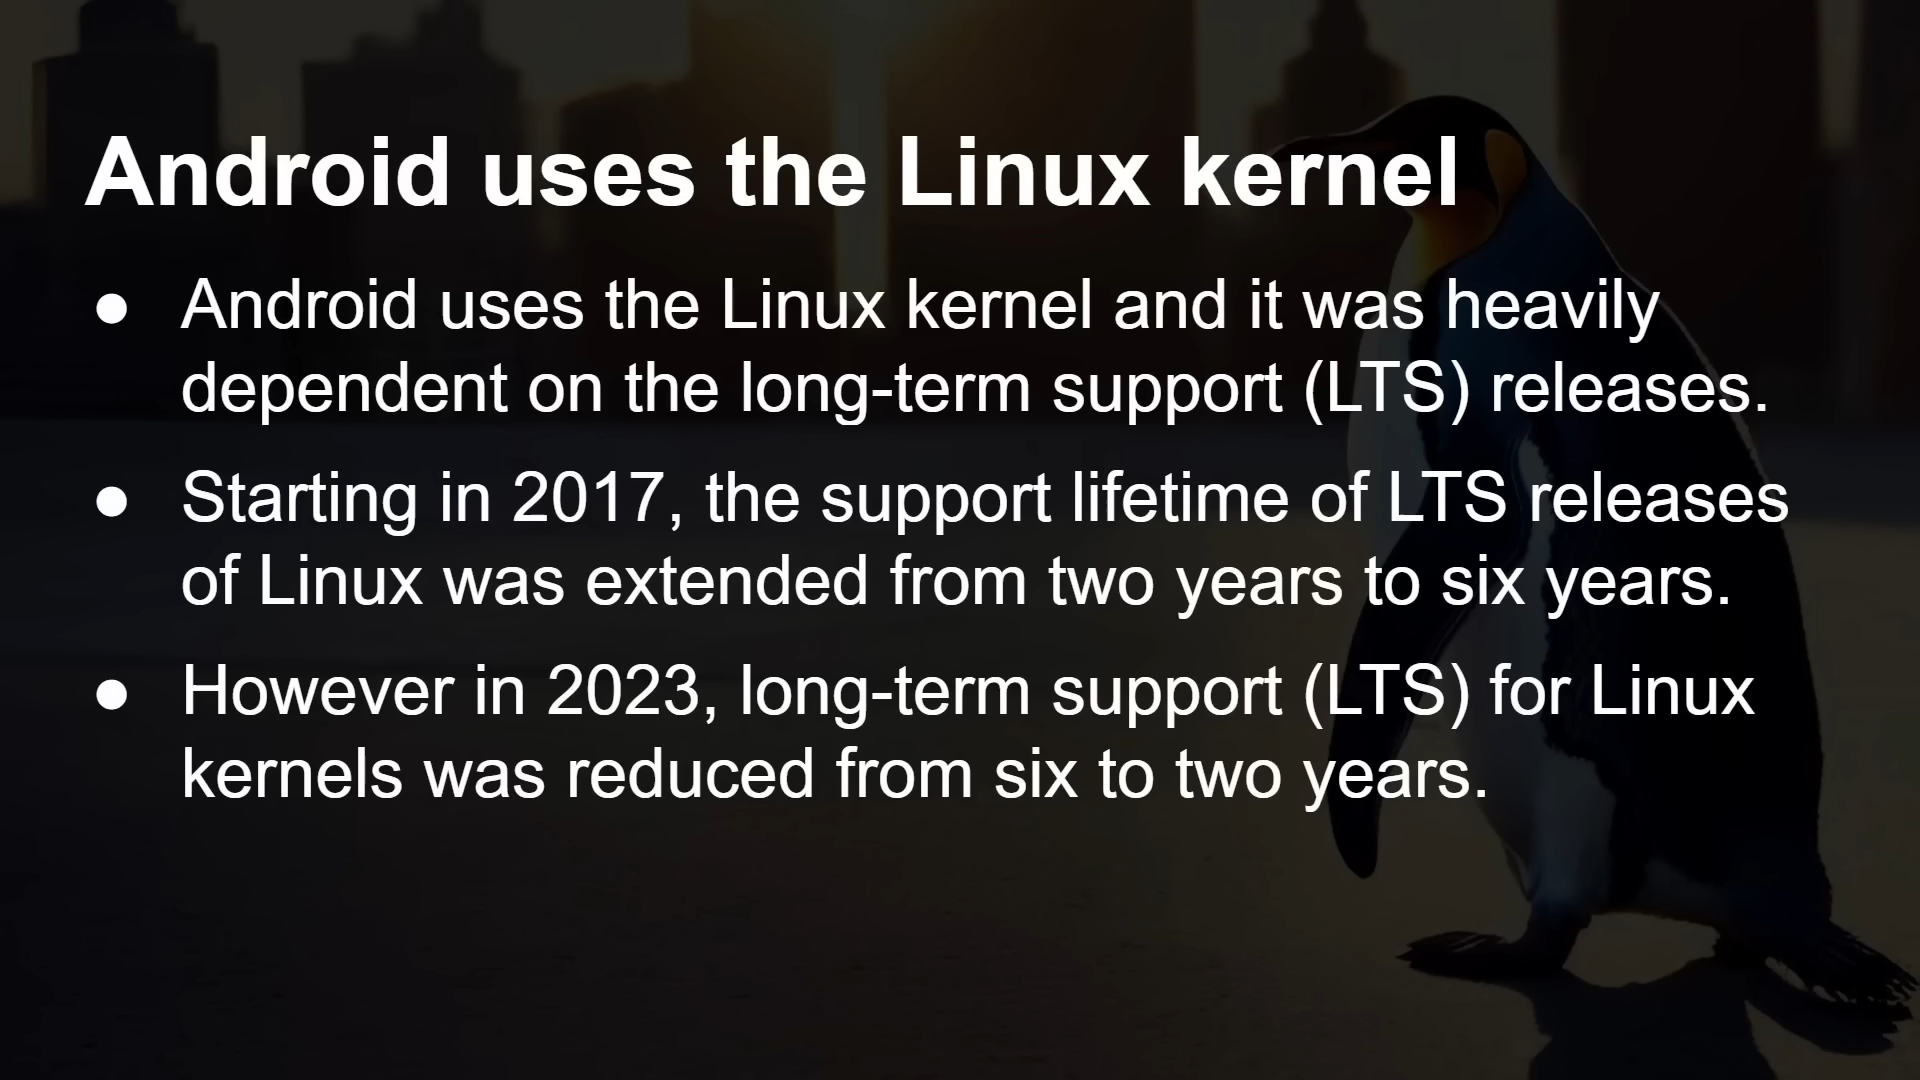 Android uses the Linux kernel
● Android uses the Linux kernel and it was heavily
dependent on the long-term support (LTS) releases.
● Starting in 2017, the support lifetime of LTS releases
of Linux was extended from two years to six years.
● However in 2023, long-term support (LTS) for Linux
kernels was reduced from six to two years.